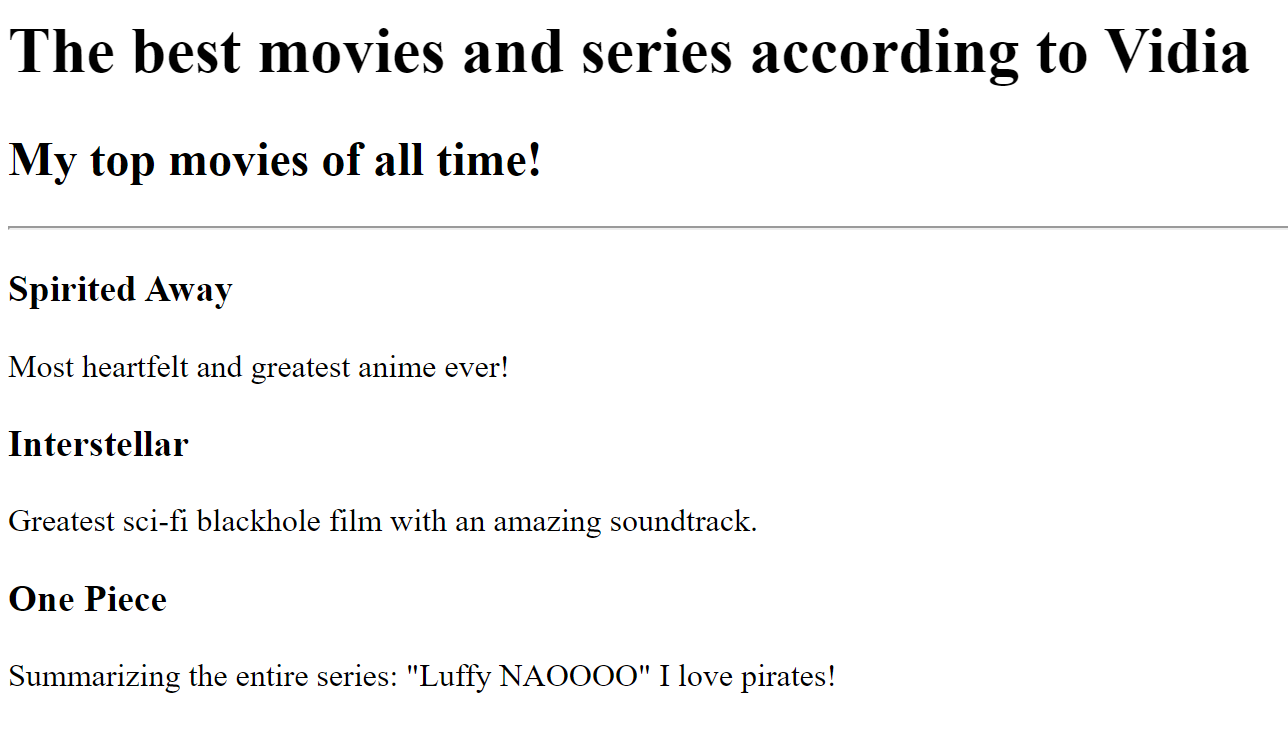 The best movies and series according to Vidia
My top movies of all time!
Spirited Away
Most heartfelt and greatest anime ever!
Interstellar
Greatest sci-fi blackhole film with an amazing soundtrack.
One Piece
Summarizing the entire series: "Luffy NAOOOO" I love pirates!